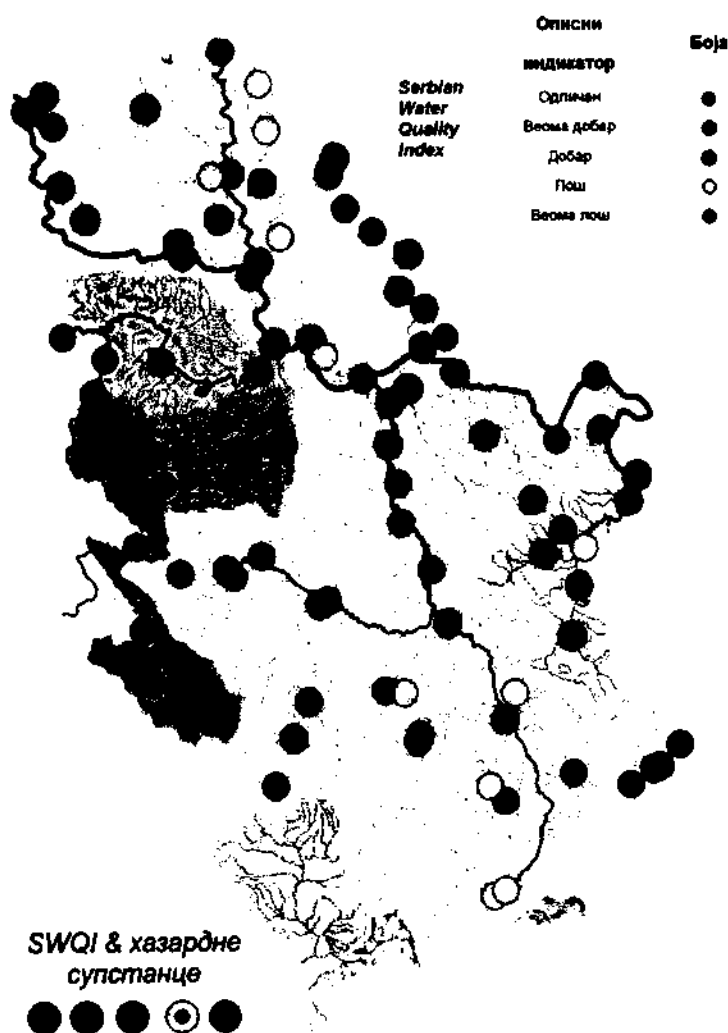 Описни
индикатор
Боја
Serbian
Water
Quality
Index
Одличан
Веома добар
Добар
Лош
Веома лош
SWQI & хазардне
супстанце